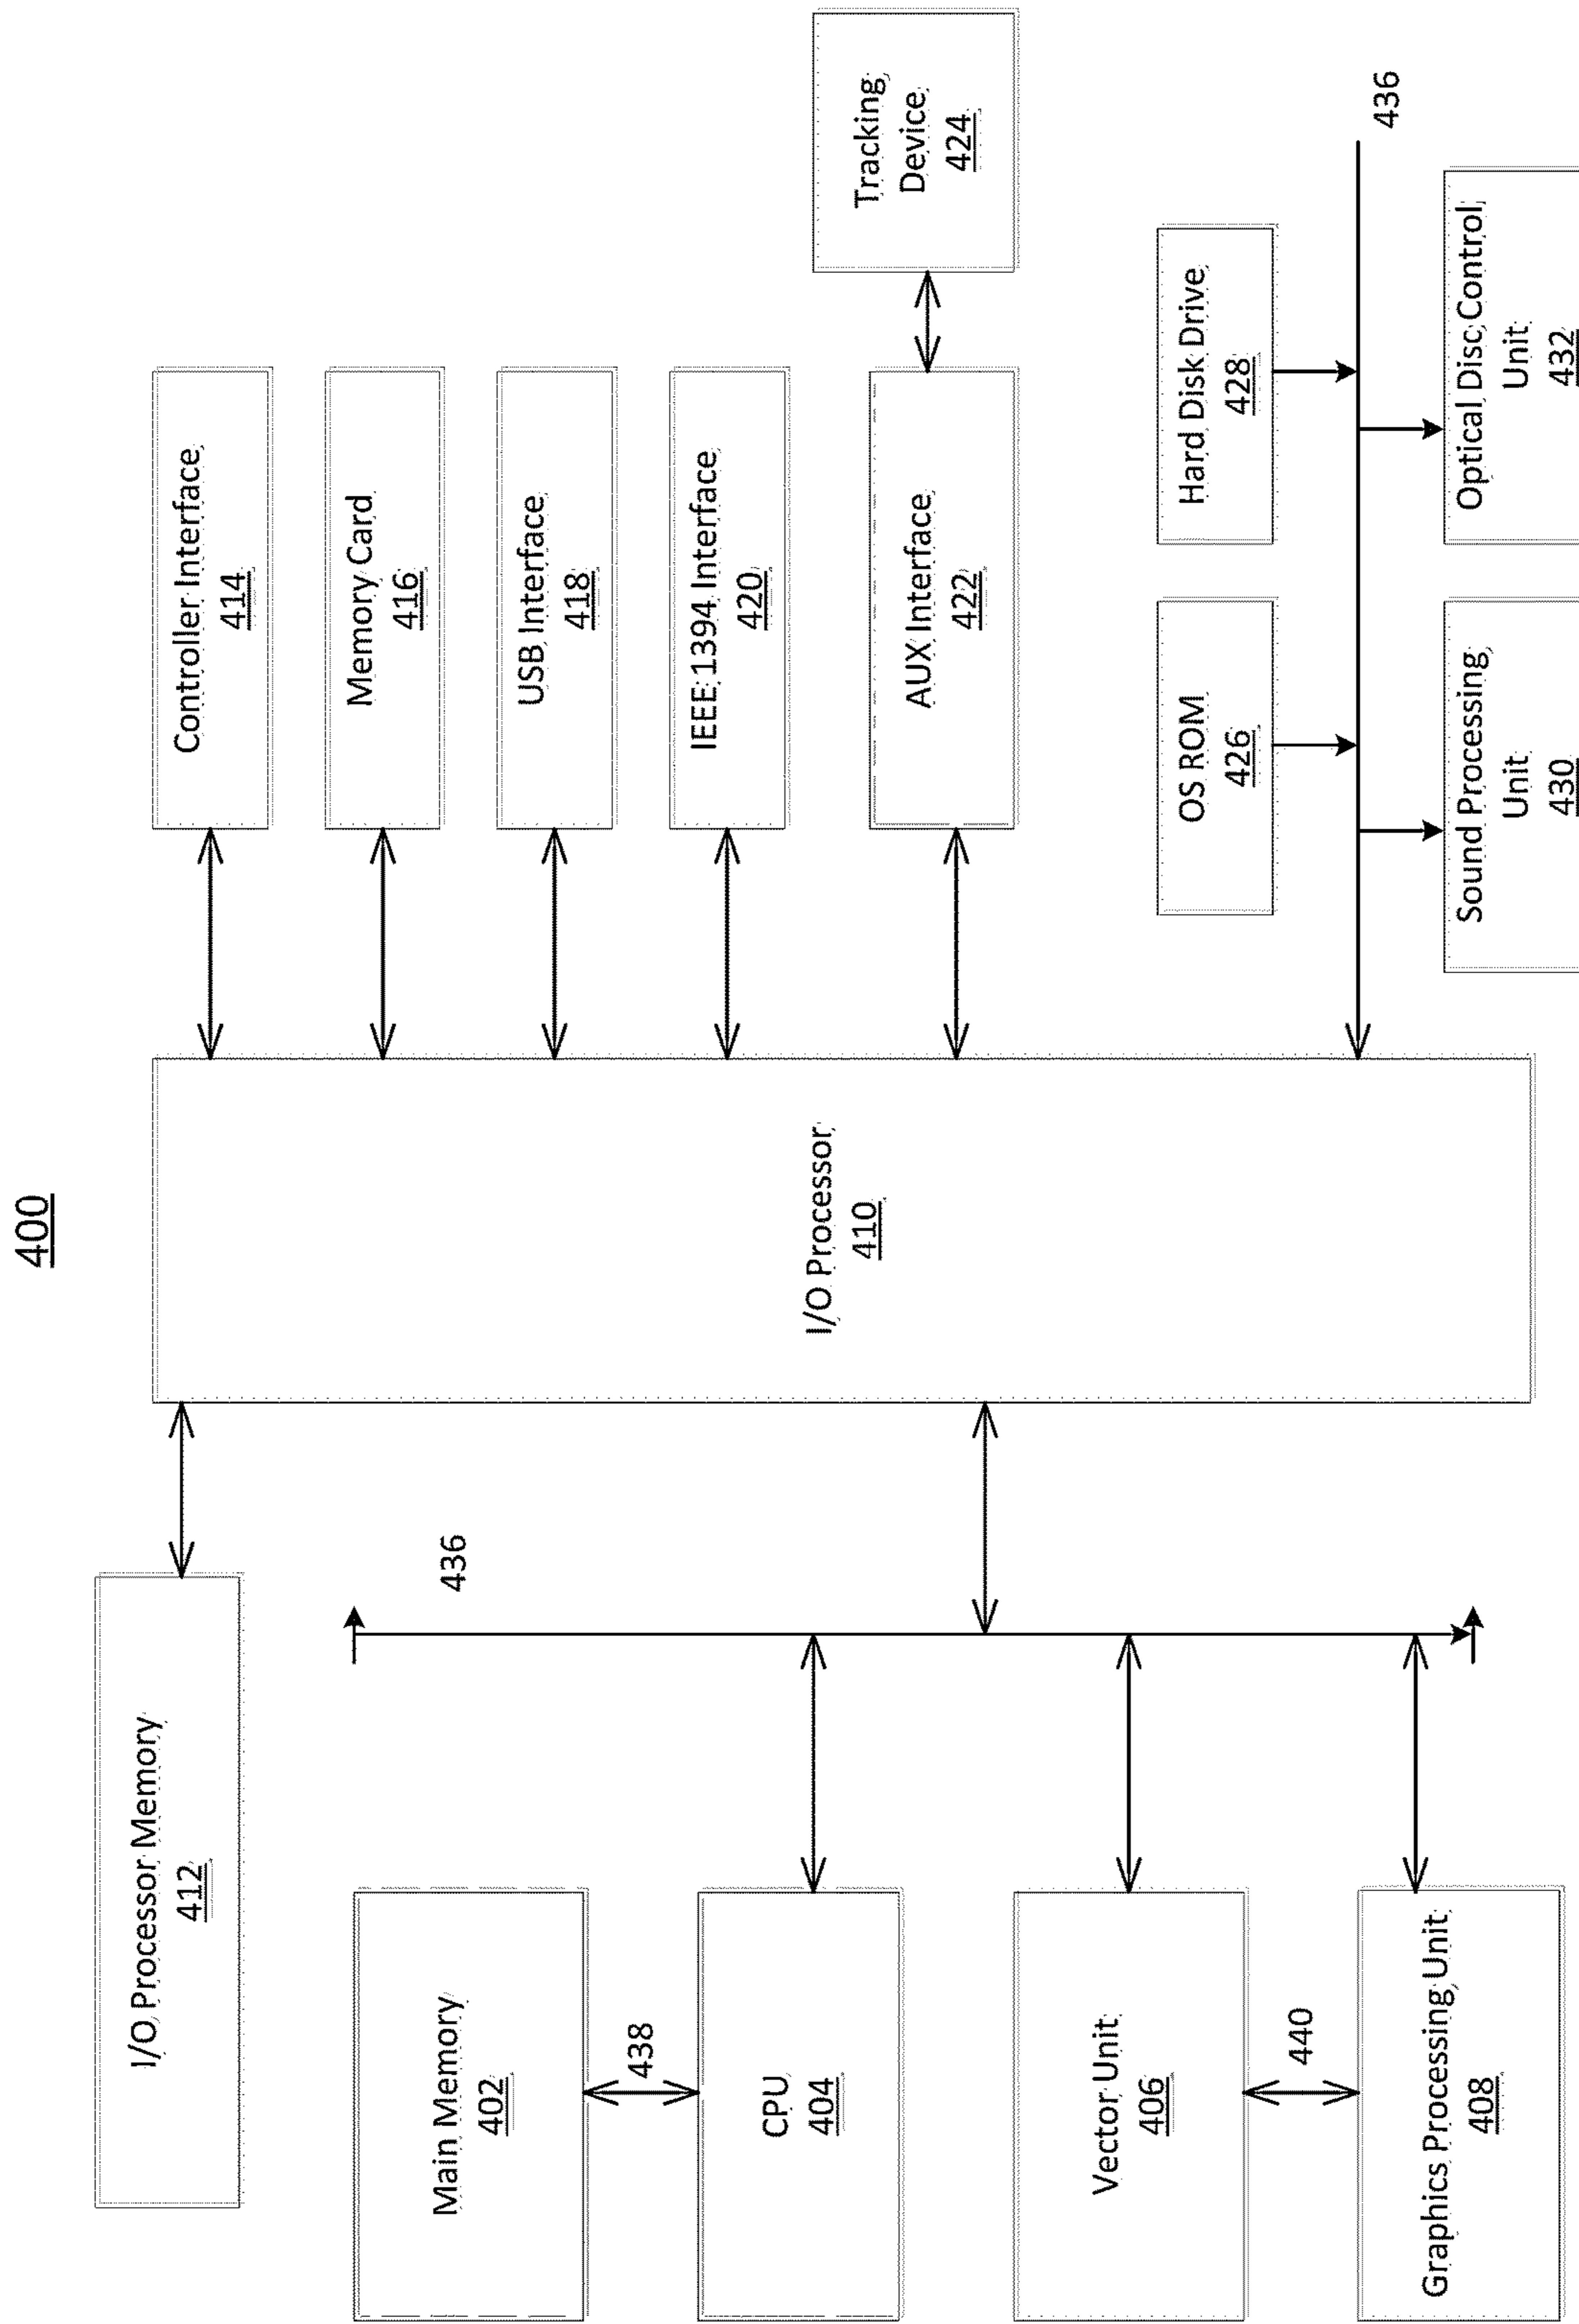 400
I/O Processor Memory
412
Main Memory
402
438
CPU
404
Vector Unit
406
440
Graphics Processing Unit
408
436
I/O Processor
410
Controller Interface
414
Memory Card
416
USB Interface
418
IEEE 1394 Interface
420
AUX Interface
422
Tracking
Device
424
OS ROM
426
Hard Disk Drive
428
436
Sound Processing
Unit
430
Optical Disc Control
Unit
432